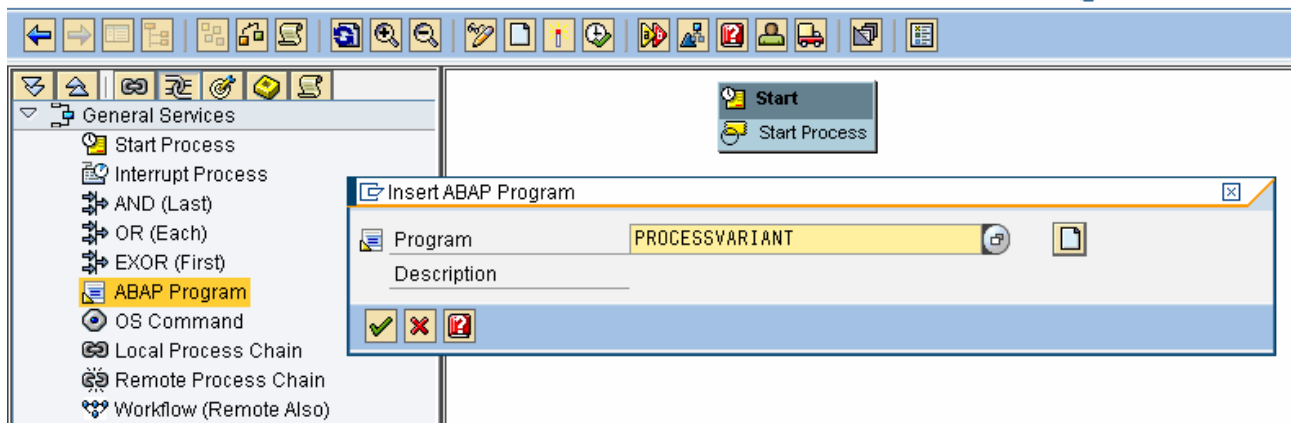 General Services
Start Process
Interrupt Process
AND (Last)
OR (Each)
EXOR (First)
ABAP Program
OS Command
Local Process Chain
Remote Process Chain
Workflow (Remote Also)
Start
Start Process
Insert ABAP Program
Program PROCESSVARIANT
Description